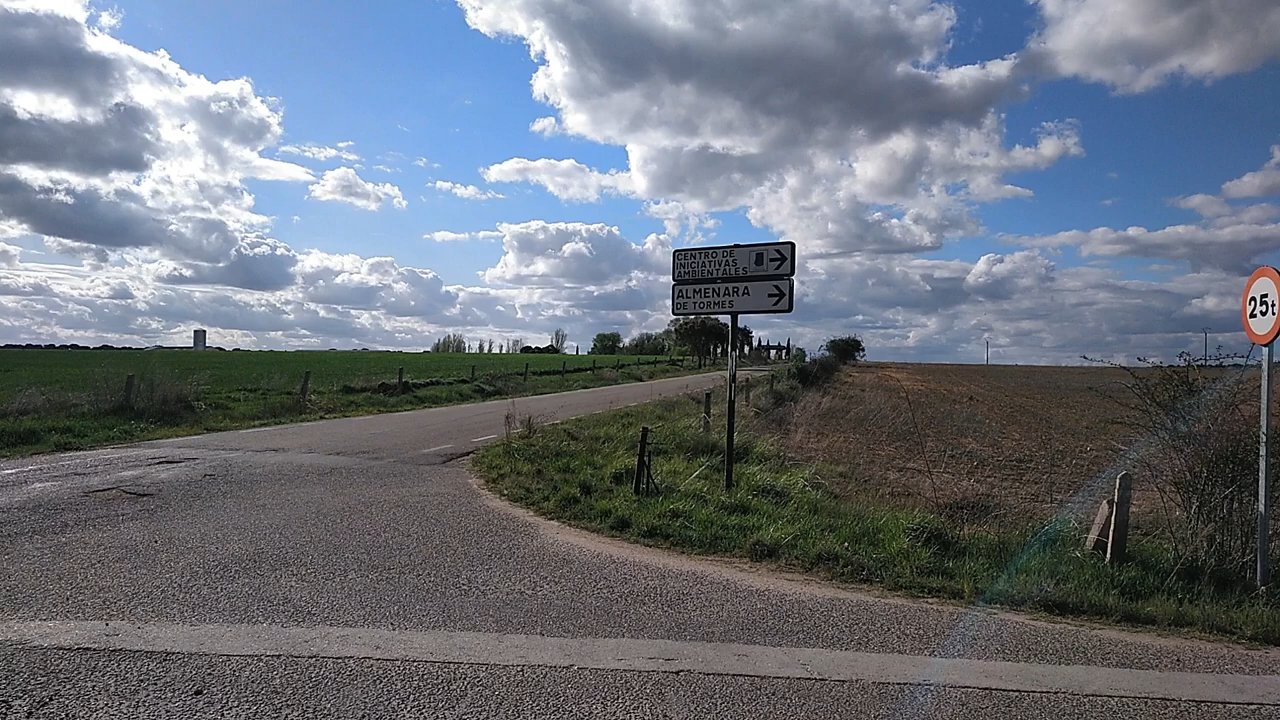 CENTRO DE
INICIATIVAS
AMBIENTALES
ALMENARA
DE TORMES
25t